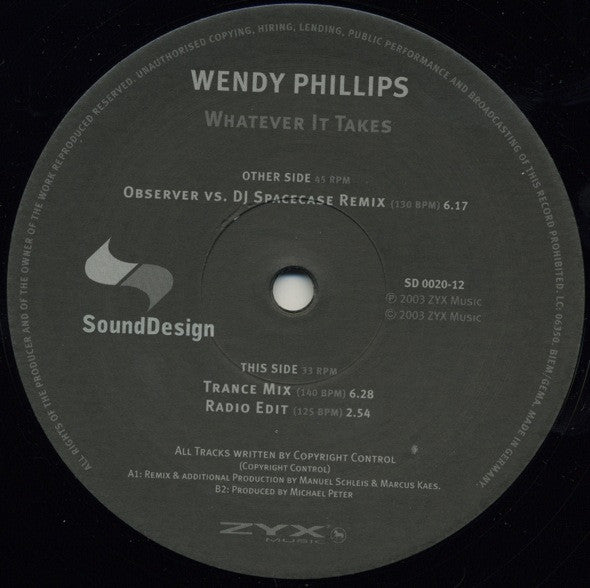 ALL RIGHTS OF THE PRODUCER AND OF THE OWNER OF THE WORK REPRODUCED RESERVED. UNAUTHORISED COPYING, HIRING, LENDING, PUBLIC PERFORMANCE AND BROADCASTING OF THIS RECORD PROHIBITED. LC 06350. BIEM/GEMA. MADE IN GERMANY.
WENDY PHILLIPS
WHATEVER IT TAKES
OTHER SIDE 45 RPM
OBSERVER VS. DJ SPACECASE REMIX (130 BPM) 6.17
SD 0020-12
Ⓟ 2003 ZYX MUSIC
© 2003 ZYX MUSIC
SoundDesign
THIS SIDE 33 RPM
TRANCE MIX (140 BPM) 6.28
RADIO EDIT (125 BPM) 2.54
ALL TRACKS WRITTEN BY COPYRIGHT CONTROL
(COPYRIGHT CONTROL)
A1: REMIX & ADDITIONAL PRODUCTION BY MANUEL SCHLEIS & MARCUS KAES.
B2: PRODUCED BY MICHAEL PETER
ZYX
MUSIC